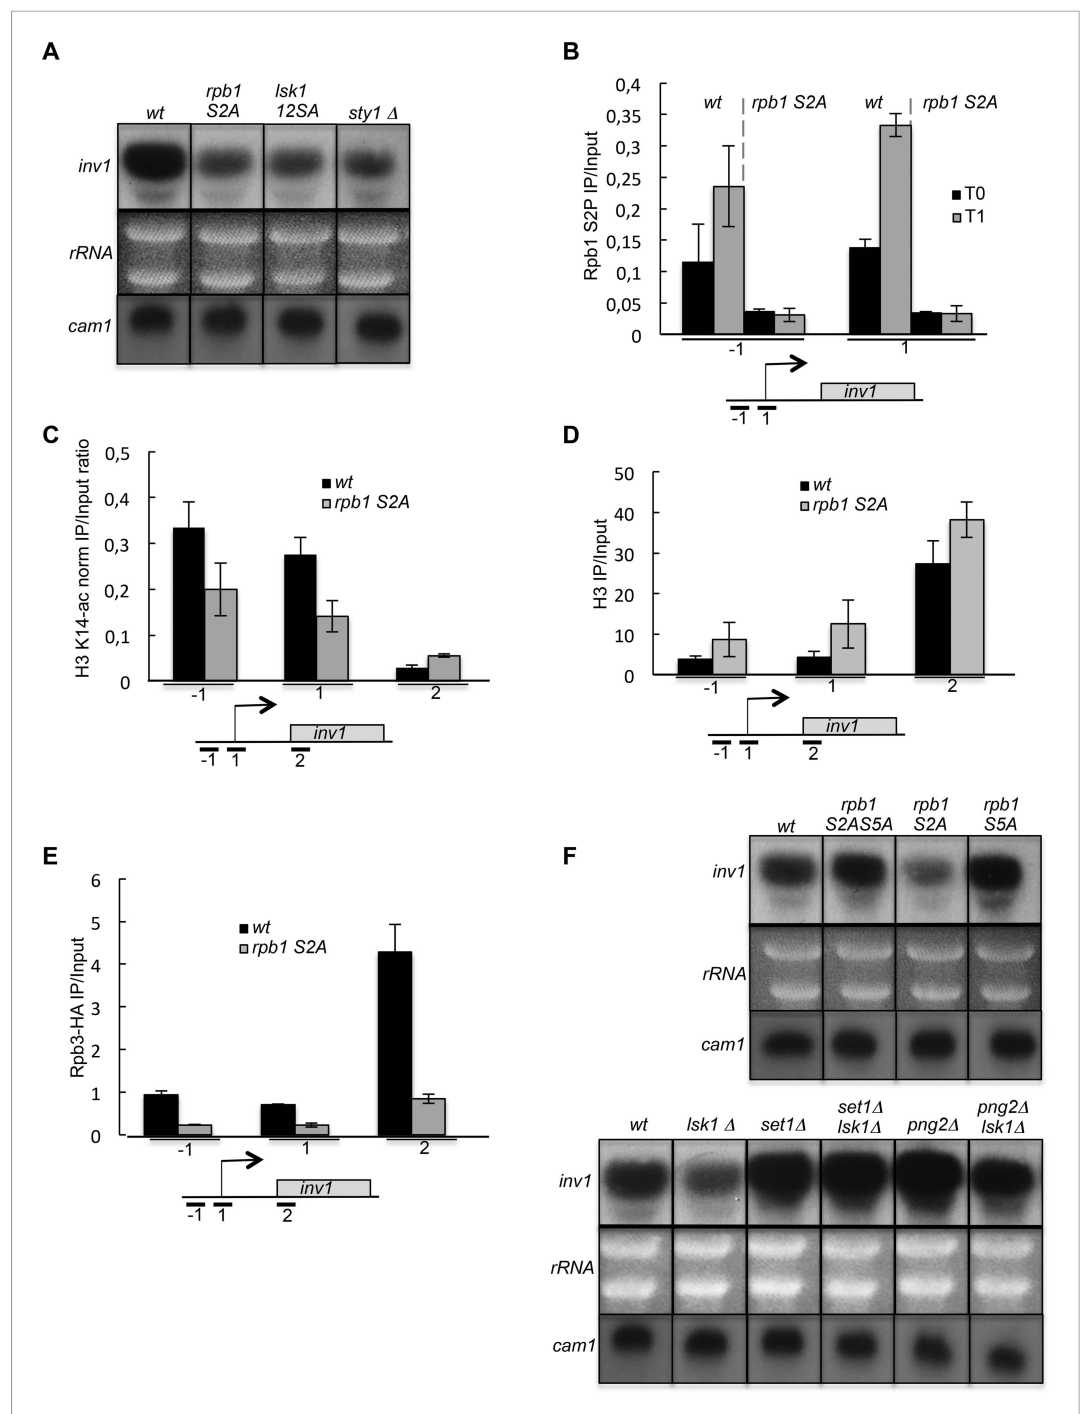 A
wt
rpb1 S2A
lsk1 12SA
sty1 Δ
inv1
rRNA
cam1
B
Rpb1 S2P IP/Input
0,4
0,35
0,3
0,25
0,2
0,15
0,1
0,05
0
wt
rpb1 S2A
wt
rpb1 S2A
T0
T1
-1
1
inv1
-1
1
C
H3 K14-ac norm IP/Input ratio
0,5
0,4
0,3
0,2
0,1
0
wt
rpb1 S2A
-1
1
2
inv1
-1
1
2
D
H3 IP/Input
50
40
30
20
10
0
wt
rpb1 S2A
-1
1
2
inv1
-1
1
2
E
Rpb3-HA IP/Input
6
5
4
3
2
1
0
wt
rpb1 S2A
-1
1
2
inv1
-1
1
2
F
wt
rpb1 S2AS5A
rpb1 S2A
rpb1 S5A
inv1
rRNA
cam1
wt
lsk1 Δ
set1Δ
set1Δ lsk1Δ
png2Δ
png2Δ lsk1Δ
inv1
rRNA
cam1